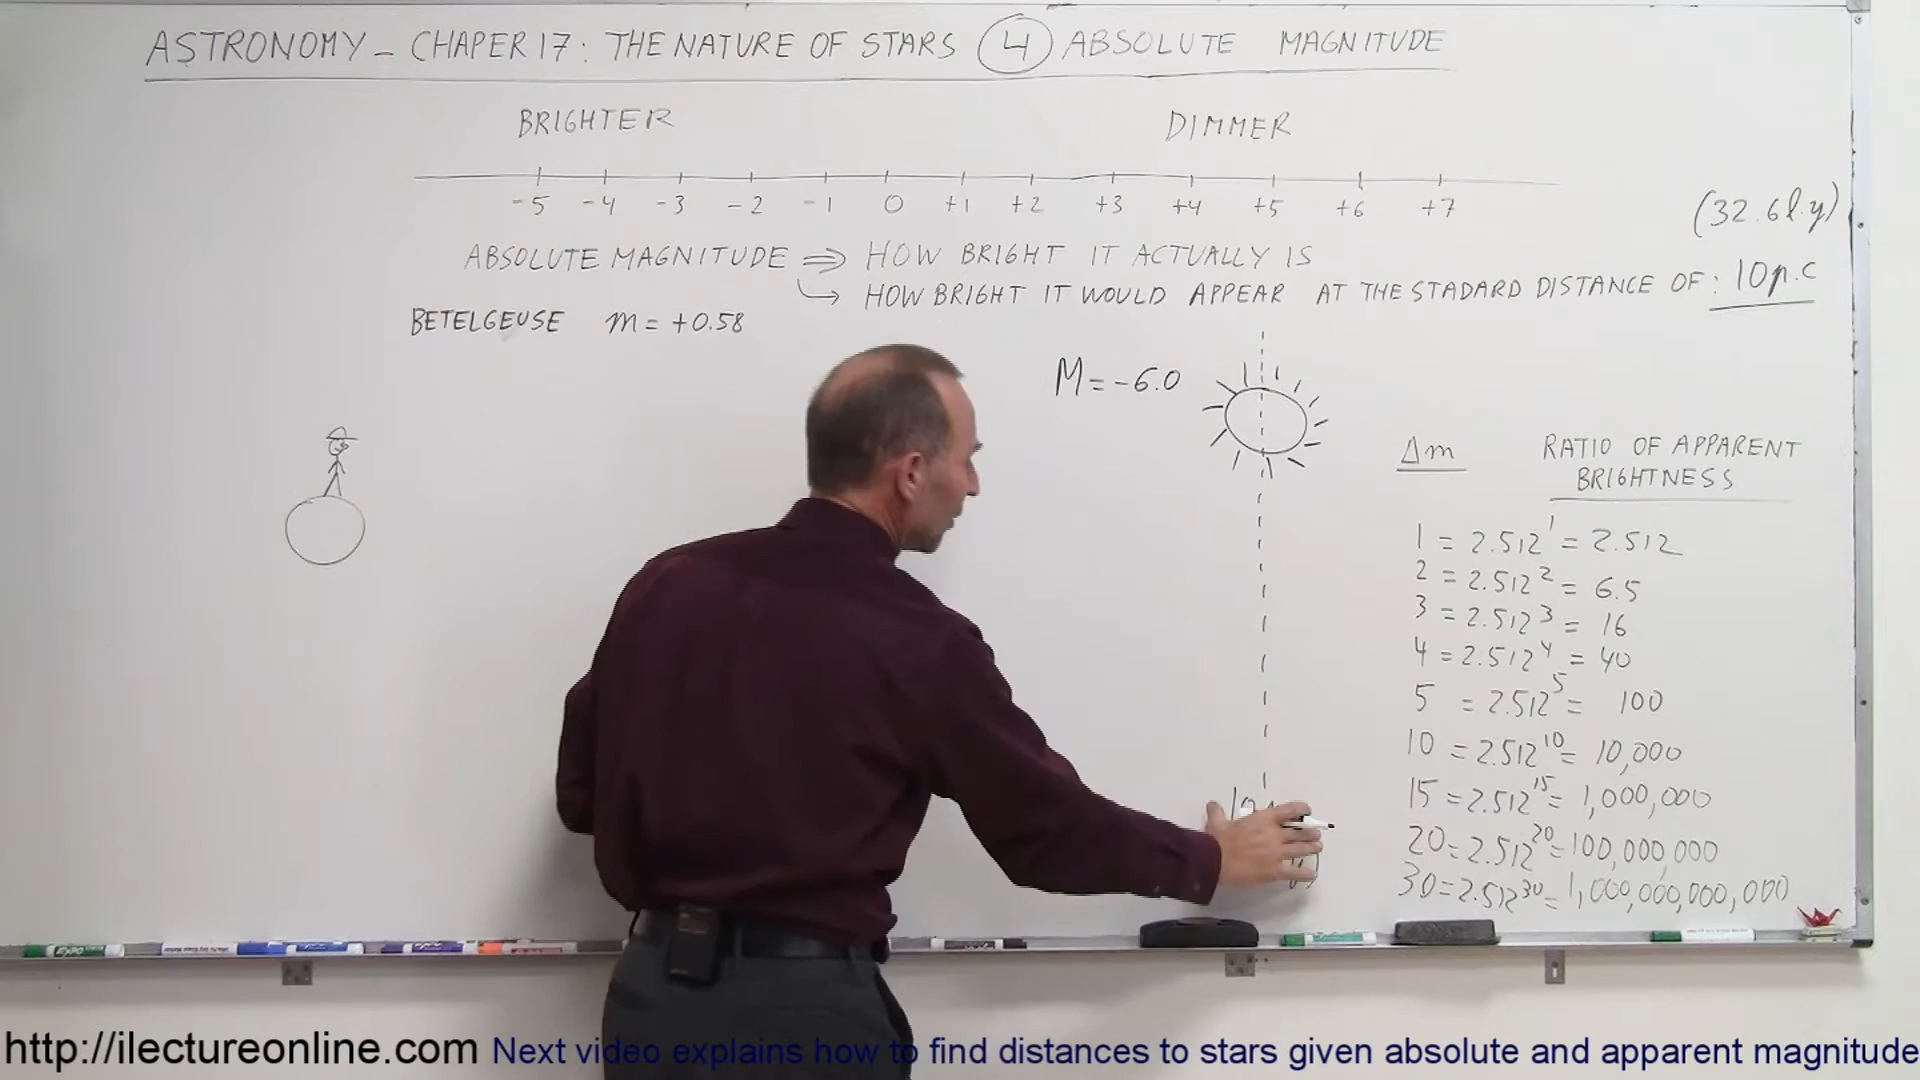 ASTRONOMY - CHAPER 17: THE NATURE OF STARS 4 ABSOLUTE MAGNITUDE
BRIGHTER DIMMER
-5 -4 -3 -2 -1 0 +1 +2 +3 +4 +5 +6 +7
(32.6 l.y)
ABSOLUTE MAGNITUDE ⇒ HOW BRIGHT IT ACTUALLY IS
↳ HOW BRIGHT IT WOULD APPEAR AT THE STADARD DISTANCE OF: 10p.c
BETELGEUSE m = +0.58
M = -6.0
Δm RATIO OF APPARENT
BRIGHTNESS
1 = 2.512^1 = 2.512
2 = 2.512^2 = 6.5
3 = 2.512^3 = 16
4 = 2.512^4 = 40
5 = 2.512^5 = 100
10 = 2.512^10 = 10,000
15 = 2.512^15 = 1,000,000
20 = 2.512^20 = 100,000,000
30 = 2.512^30 = 1,000,000,000,000
EXPO
http://ilectureonline.com Next video explains how to find distances to stars given absolute and apparent magnitude